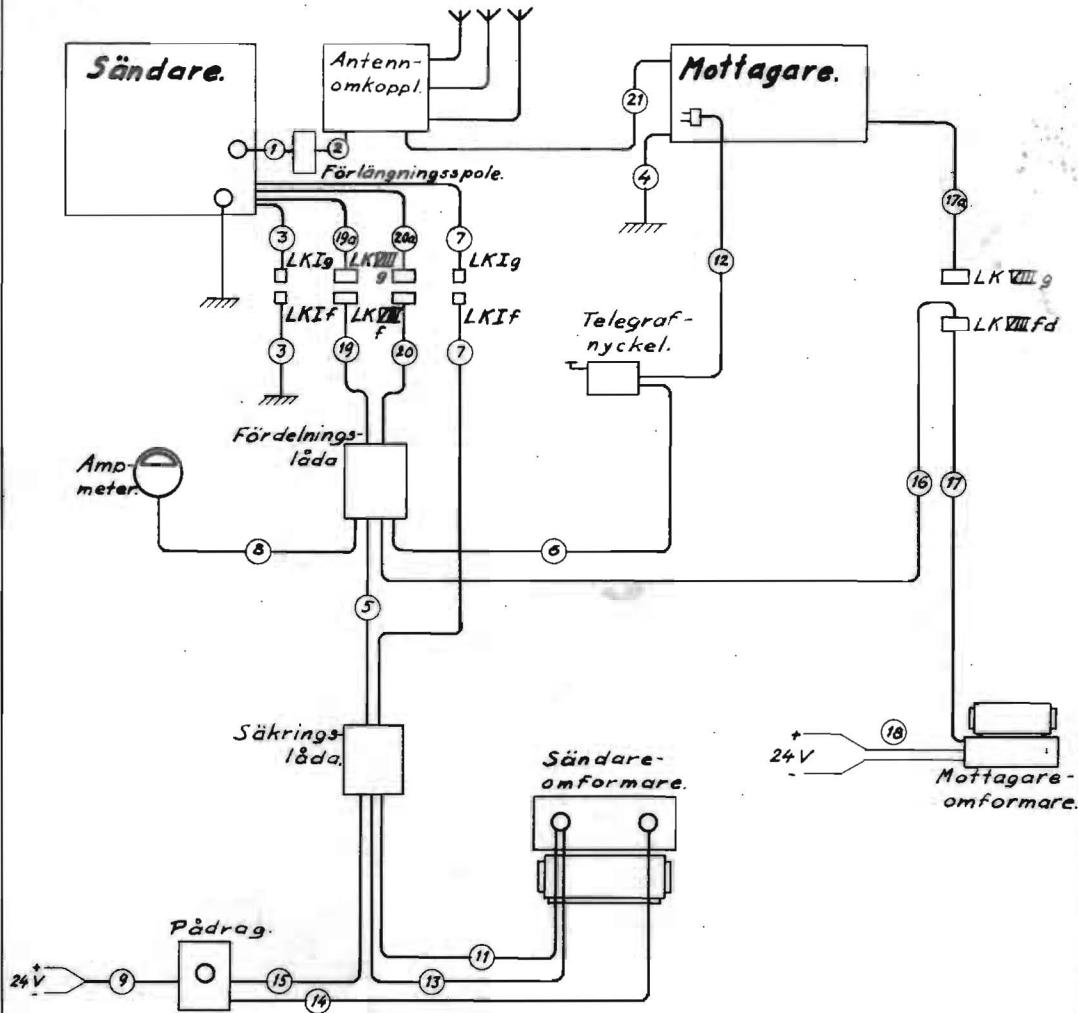 Sändare.
Antenn-
omkoppl.
Mottagare.
21
1
2
Förlängningsspole.
4
17a
3
19a
20a
7
12
LKIg
LKVIII
g
LKIg
LKVIIIg
LKIf
LKVIII
f
LKIf
LKVIIIfd
Telegraf-
nyckel.
3
19
20
7
Fördelnings-
låda
Amp-
meter.
16
17
8
6
5
Säkrings-
låda.
Sändare-
omformare.
+
24V
-
18
Mottagare-
omformare.
Pådrag.
11
+
24V
-
9
15
13
14